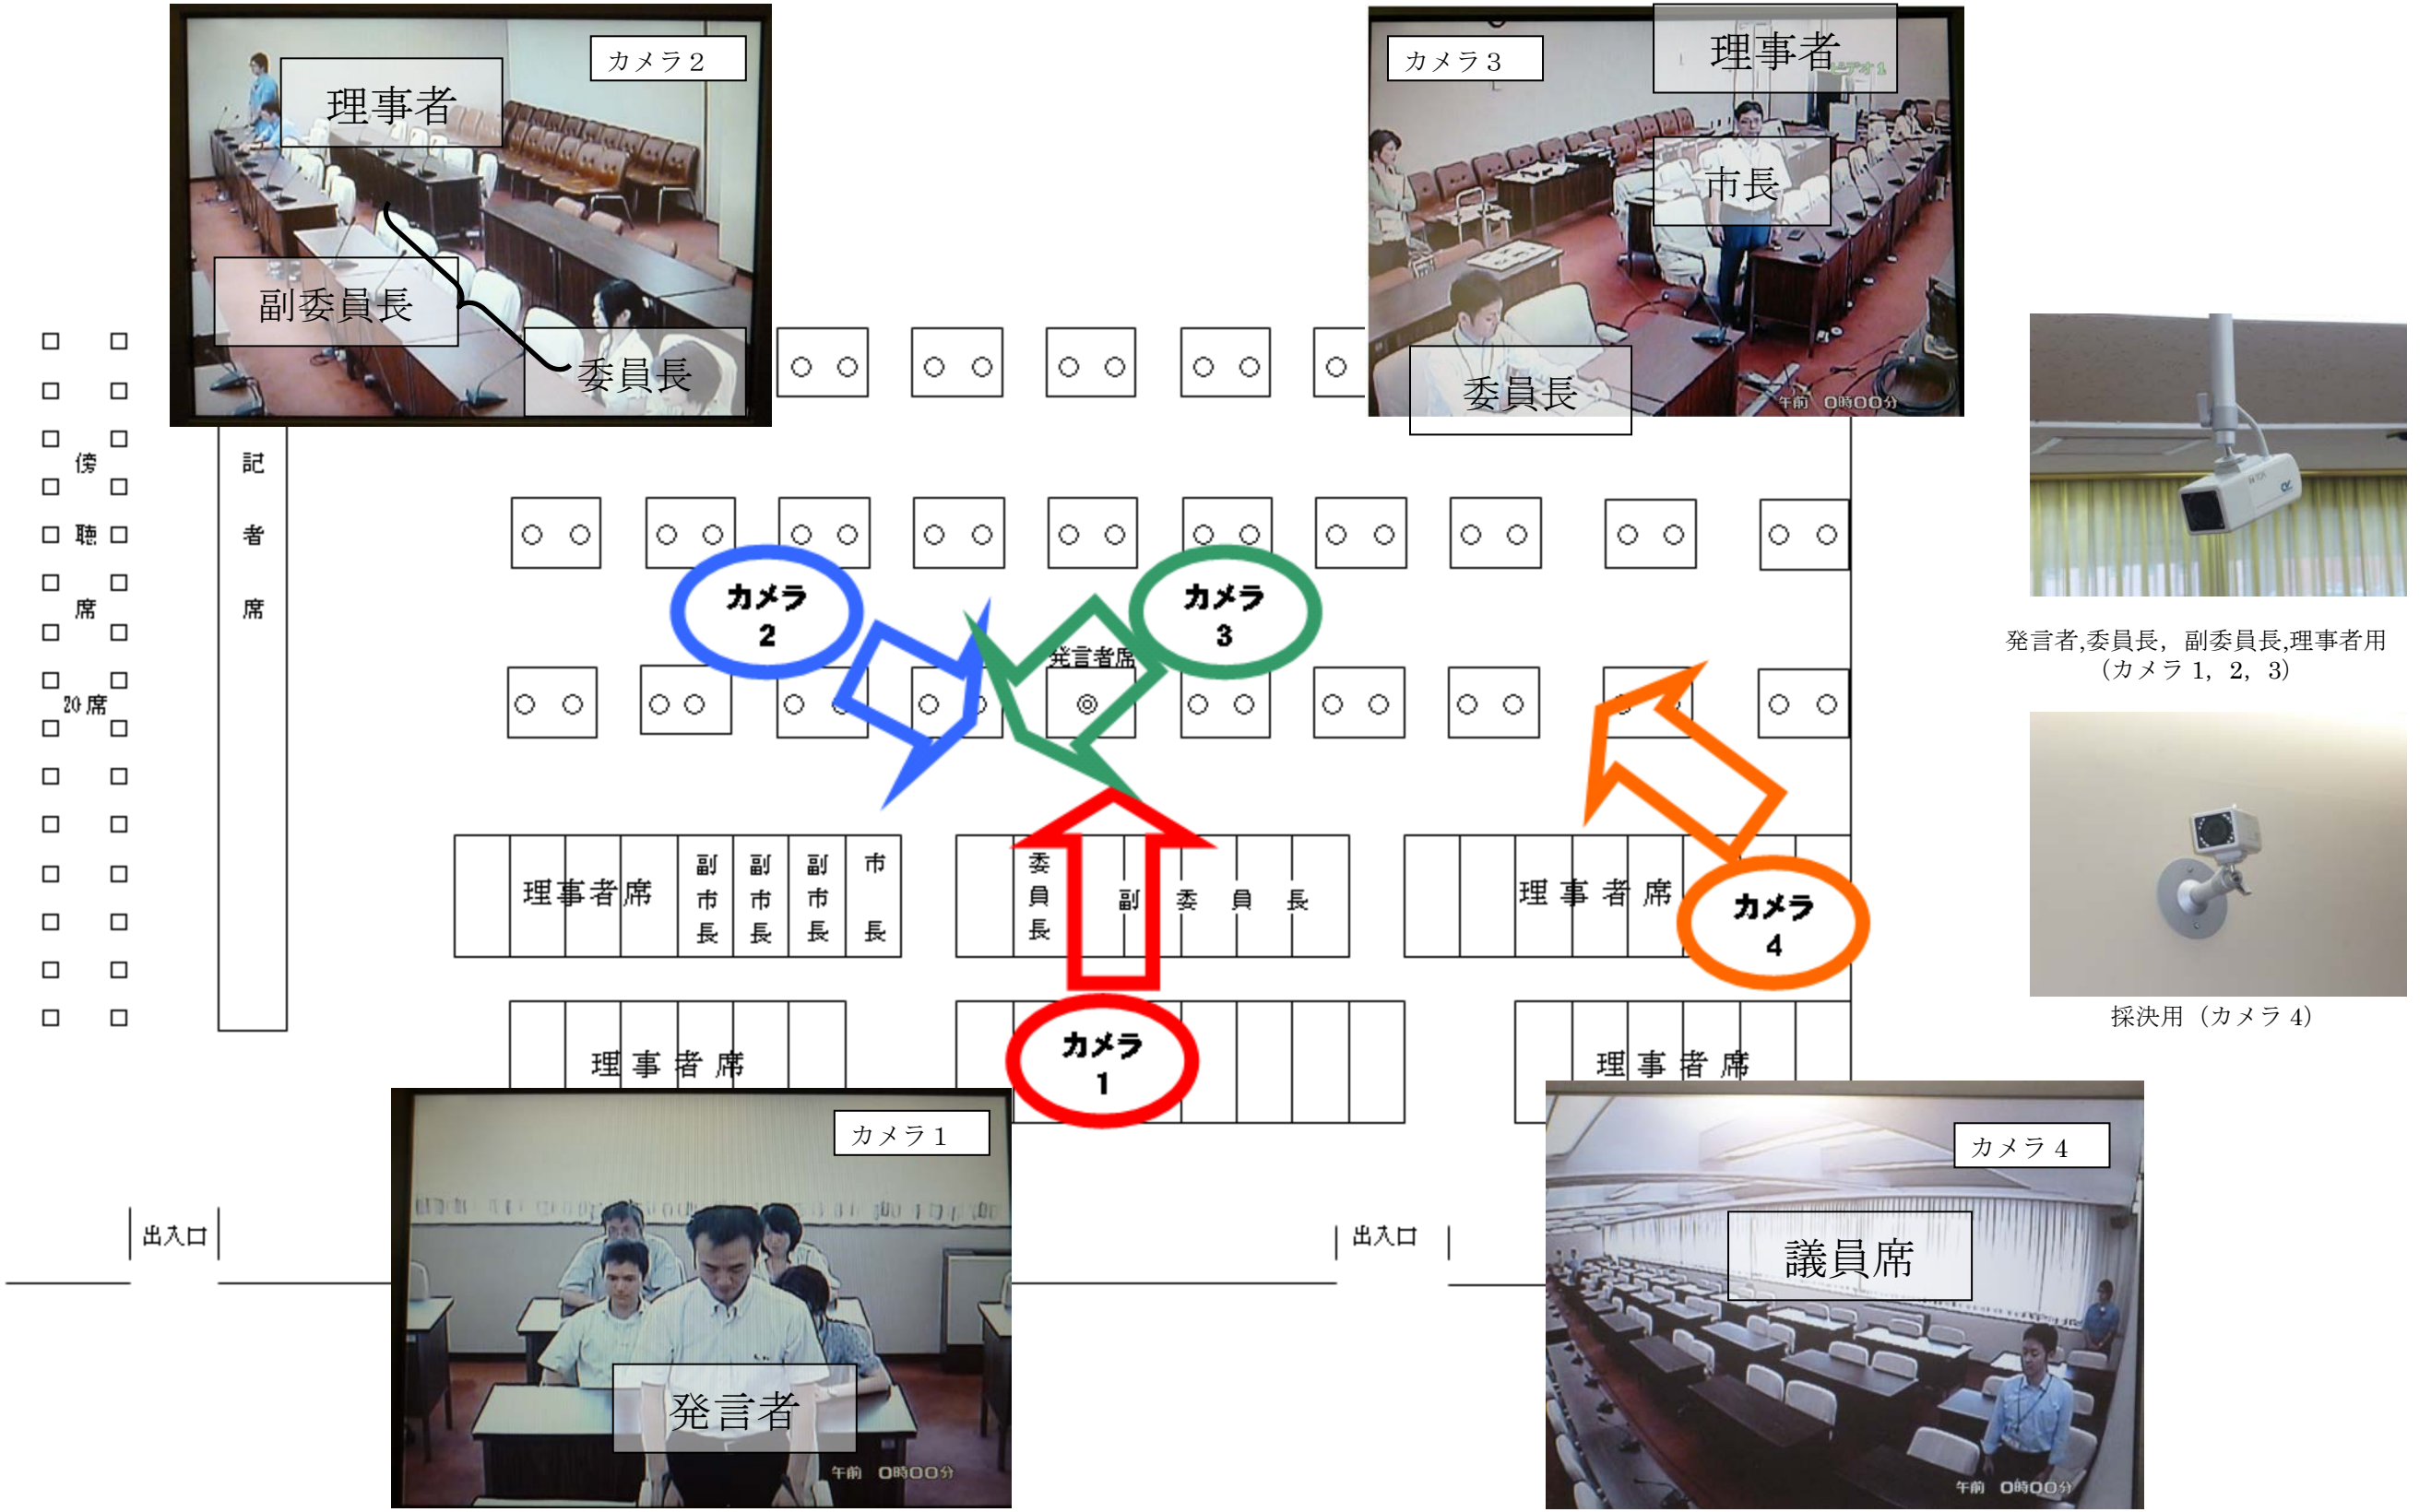 カメラ２
理事者
副委員長
委員長
カメラ３
理事者
ビデオ1
市長
委員長
午前 0時00分
傍聴席
20席
記者席
カメラ
2
カメラ
3
発言者席
発言者,委員長，副委員長,理事者用
（カメラ 1，2，3）
採決用（カメラ 4）
理事者席
副市長
副市長
副市長
市長
委員長
副委員長
理事者席
カメラ
4
理事者席
カメラ
1
理事者席
出入口
カメラ１
発言者
午前 0時00分
出入口
カメラ４
議員席
午前 0時00分